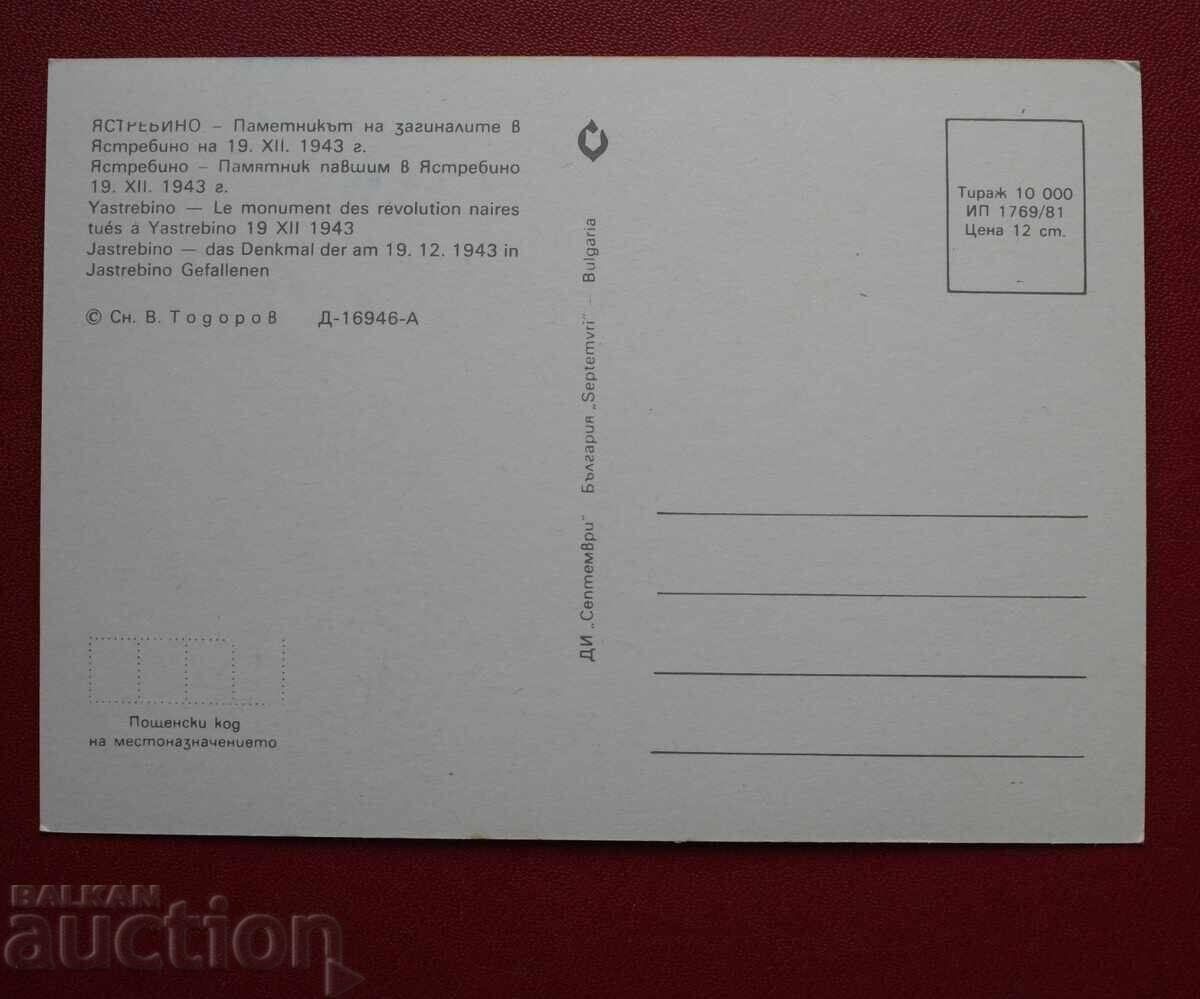 ЯСТРЕБИНО – Паметникът на загиналите в
Ястребино на 19. XII. 1943 г.
Ястребино – Памятник павшим в Ястребино
19. XII. 1943 г.
Yastrebino — Le monument des révolution naires
tués à Yastrebino 19 XII 1943
Jastrebino — das Denkmal der am 19. 12. 1943 in
Jastrebino Gefallenen
© Сн. В. Тодоров Д-16946-А
Пощенски код
на местоназначението
ДИ „Септември" България „Septemvri" – Bulgaria
Тираж 10 000
ИП 1769/81
Цена 12 ст.
BALKAN
auction